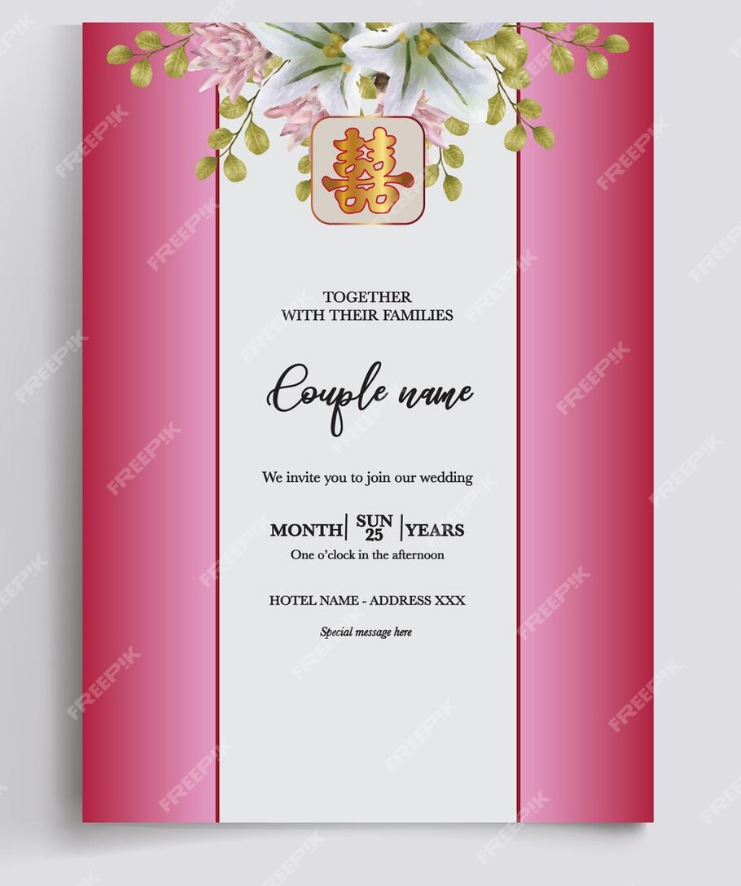 囍
TOGETHER
WITH THEIR FAMILIES
Couple name
We invite you to join our wedding
MONTH| SUN 25 |YEARS
One o'clock in the afternoon
HOTEL NAME - ADDRESS XXX
Special message here
FREEPIK